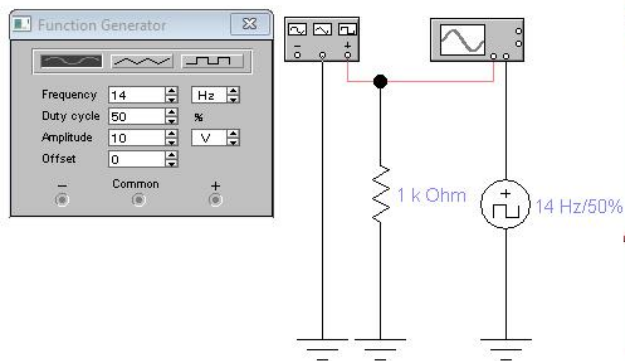 Function Generator
Frequency 14 Hz
Duty cycle 50 %
Amplitude 10 V
Offset 0
− Common +
− +
1 k Ohm
+
14 Hz/50%